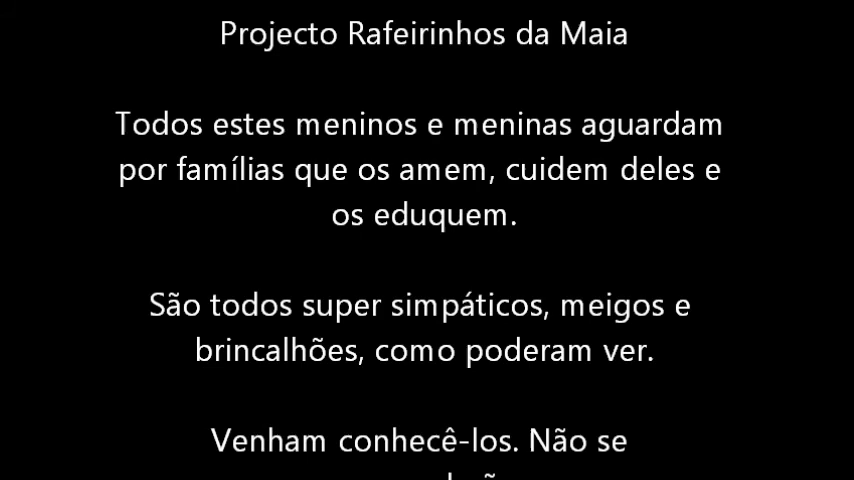 Projecto Rafeirinhos da Maia
Todos estes meninos e meninas aguardam
por famílias que os amem, cuidem deles e
os eduquem.
São todos super simpáticos, meigos e
brincalhões, como poderam ver.
Venham conhecê-los. Não se